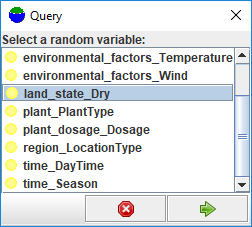 Query
Select a random variable:
environmental_factors_Temperature
environmental_factors_Wind
land_state_Dry
plant_PlantType
plant_dosage_Dosage
region_LocationType
time_DayTime
time_Season